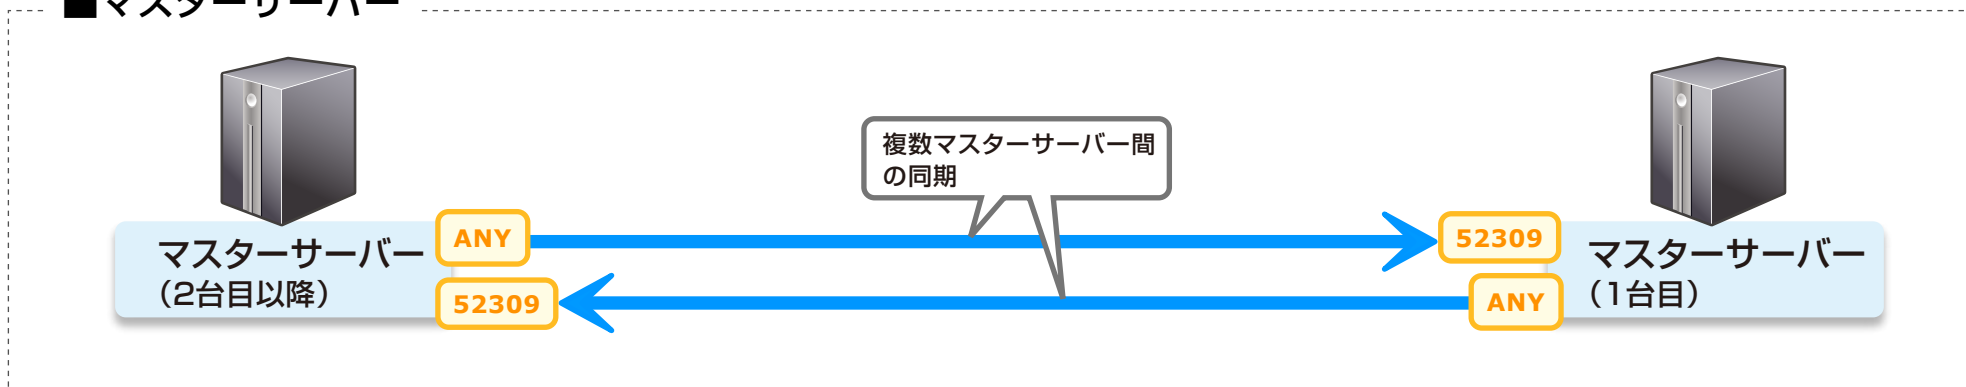 ■マスターサーバー
複数マスターサーバー間
の同期
ANY
52309
マスターサーバー
（2台目以降）
マスターサーバー
（1台目）
52309
ANY